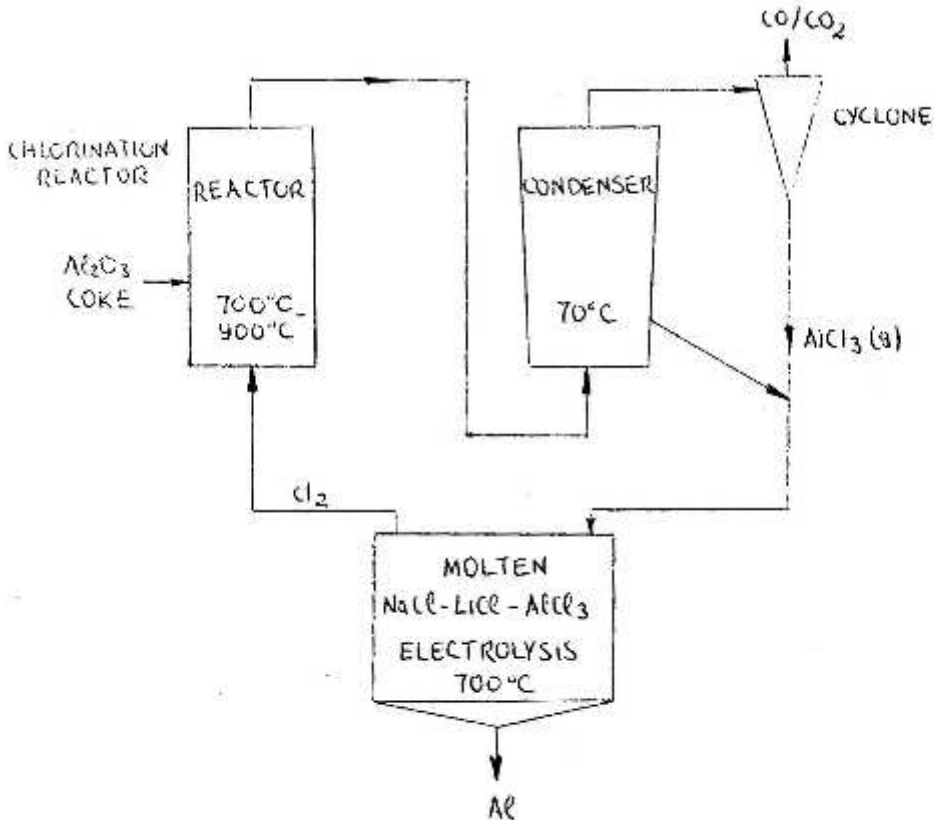 CO/CO₂
CYCLONE
CHLORINATION
REACTOR
REACTOR
CONDENSER
Al₂O₃
COKE
700°C-
900°C
70°C
AlCl₃(g)
Cl₂
MOLTEN
NaCl-LiCl-AlCl₃
ELECTROLYSIS
700°C
Al